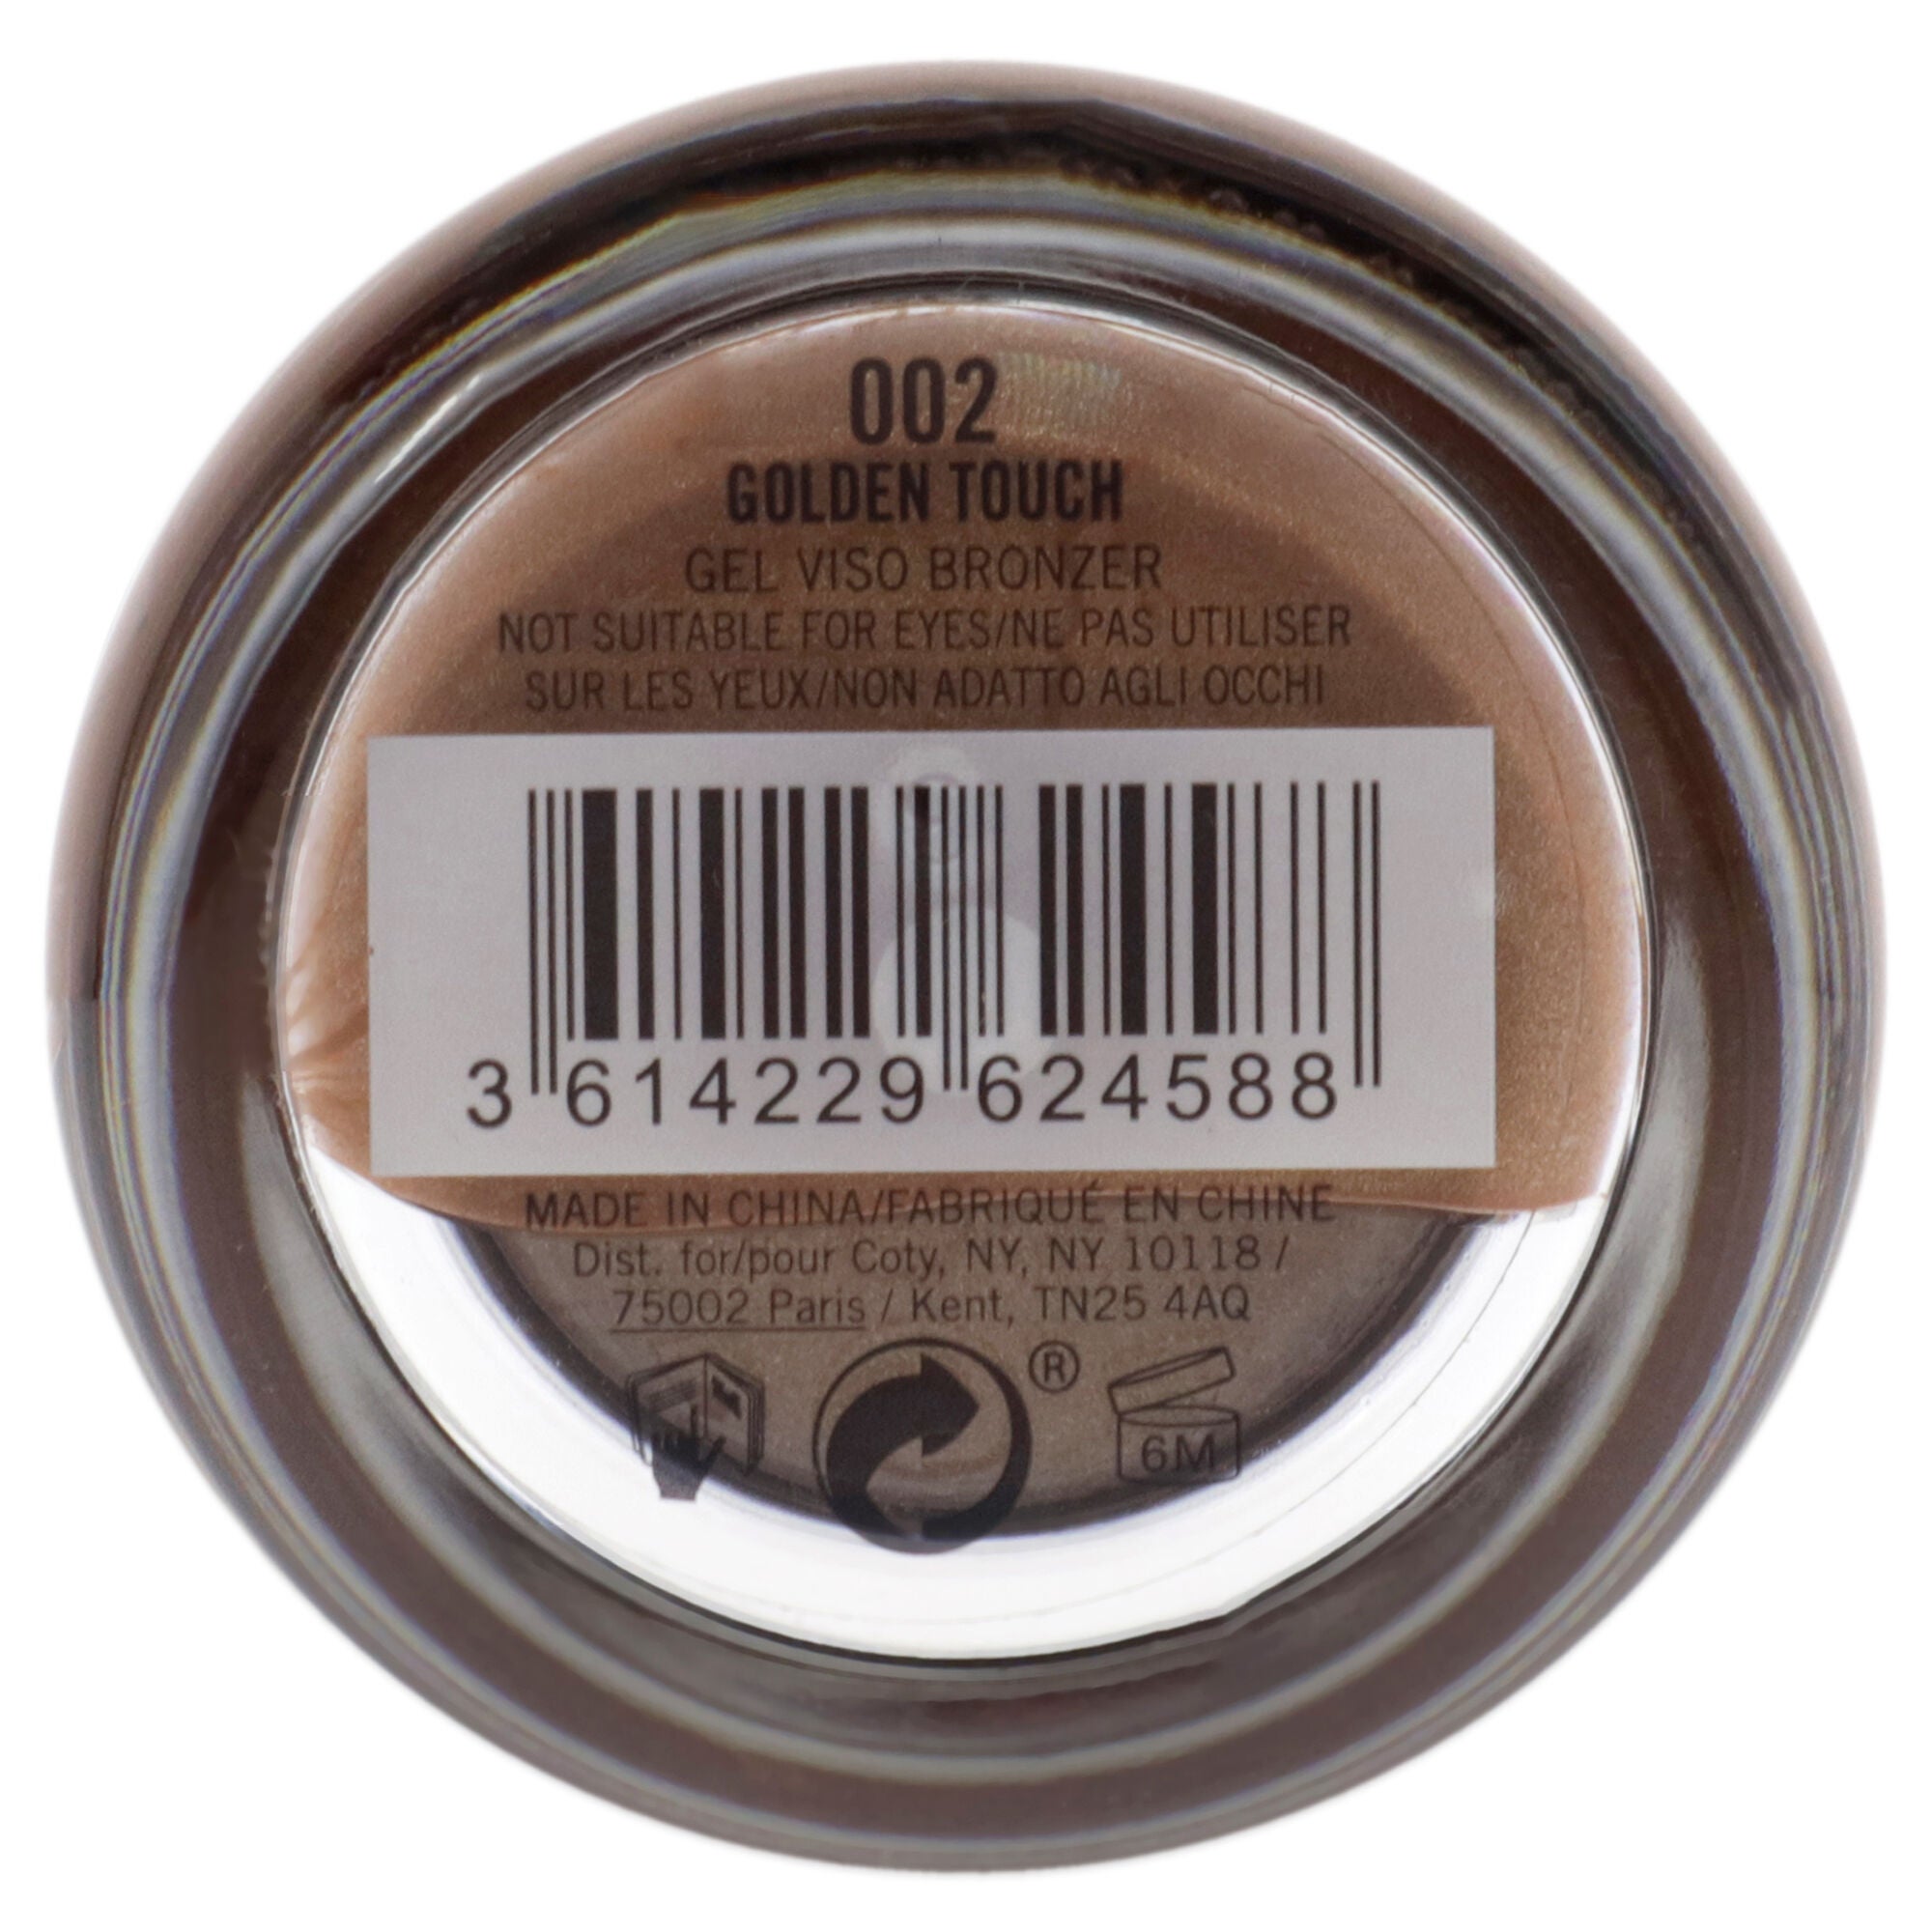 002
GOLDEN TOUCH
GEL VISO BRONZER
NOT SUITABLE FOR EYES/NE PAS UTILISER
SUR LES YEUX/NON ADATTO AGLI OCCHI
3 614229 624588
MADE IN CHINA/FABRIQUÉ EN CHINE
Dist. for/pour Coty, NY, NY 10118 /
75002 Paris / Kent, TN25 4AQ
®
6M